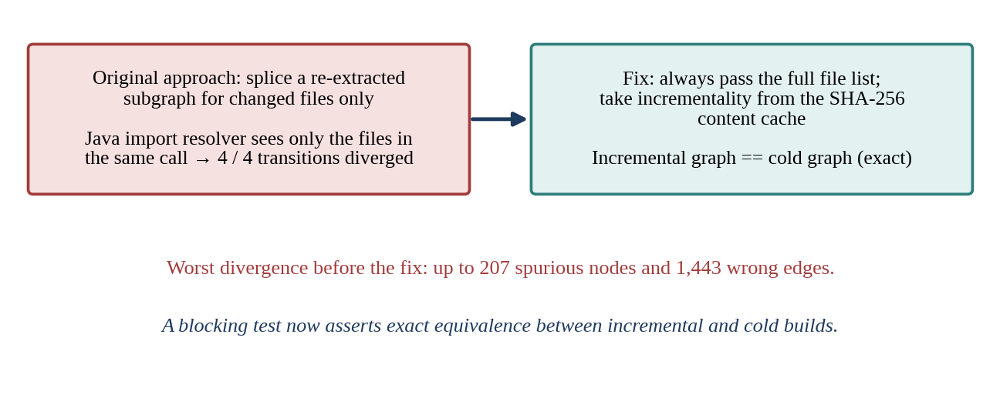 Original approach: splice a re-extracted
subgraph for changed files only
Java import resolver sees only the files in
the same call → 4 / 4 transitions diverged
Fix: always pass the full file list;
take incrementality from the SHA-256
content cache
Incremental graph == cold graph (exact)
Worst divergence before the fix: up to 207 spurious nodes and 1,443 wrong edges.
A blocking test now asserts exact equivalence between incremental and cold builds.